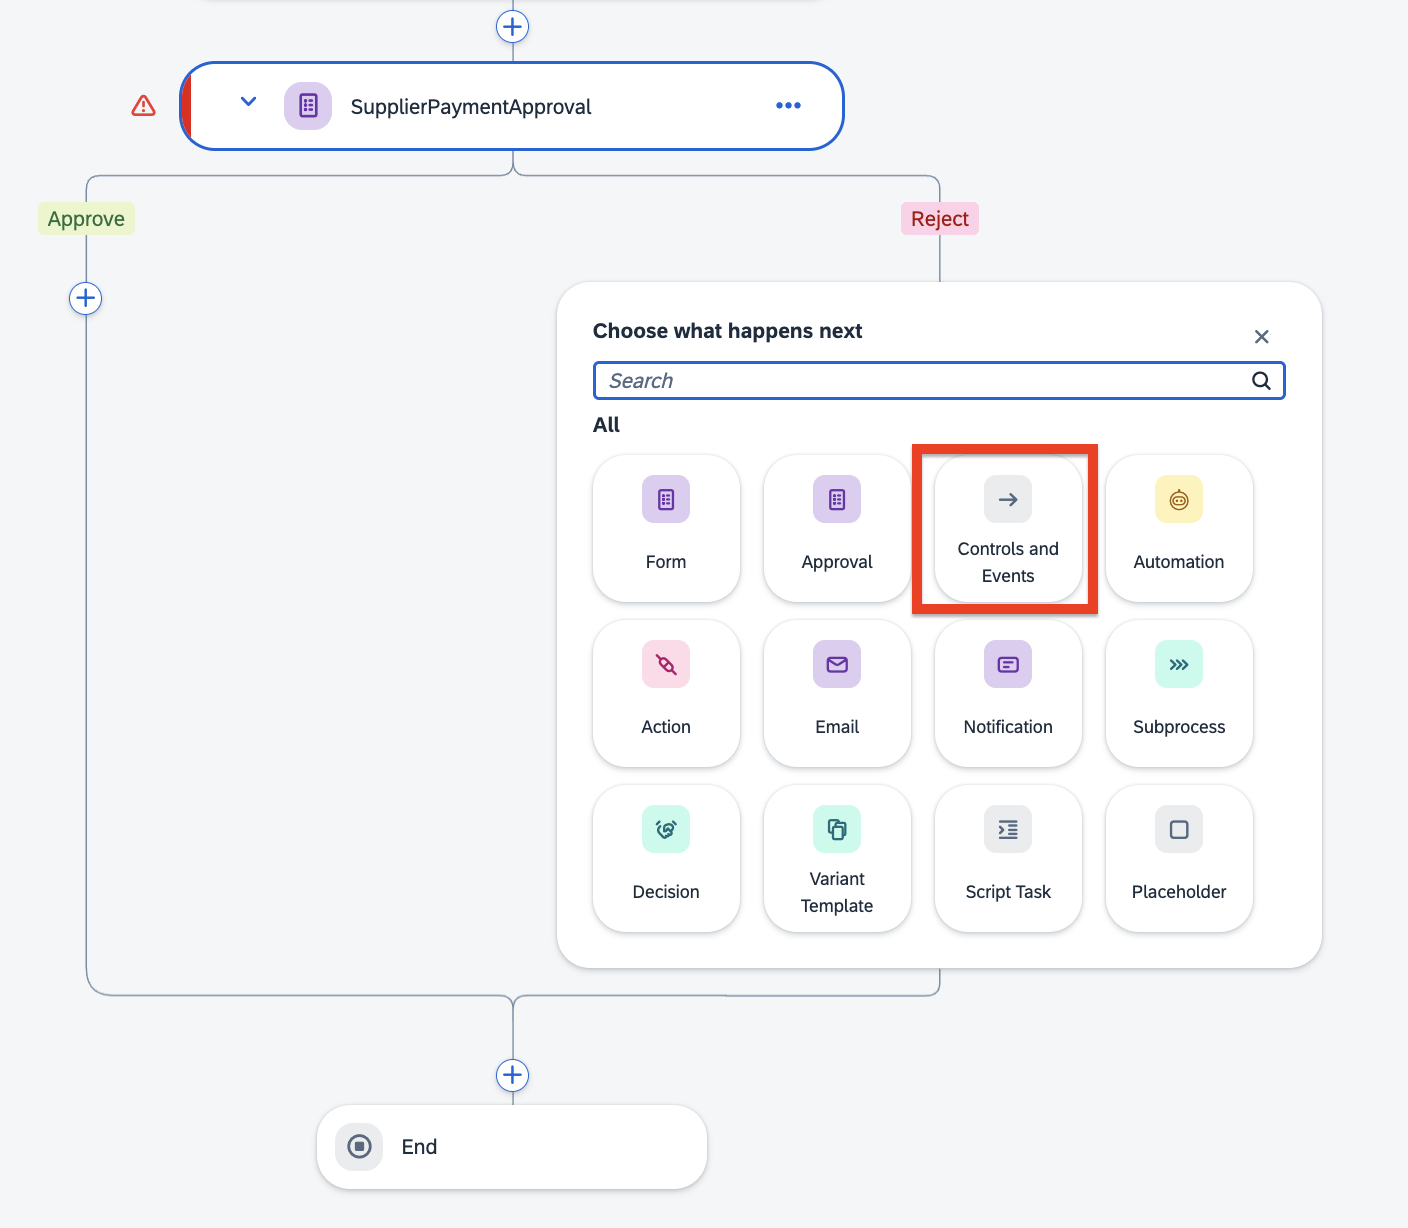 SupplierPaymentApproval
Approve
Reject
Choose what happens next
Search
All
Form
Approval
Controls and
Events
Automation
Action
Email
Notification
Subprocess
Decision
Variant
Template
Script Task
Placeholder
End